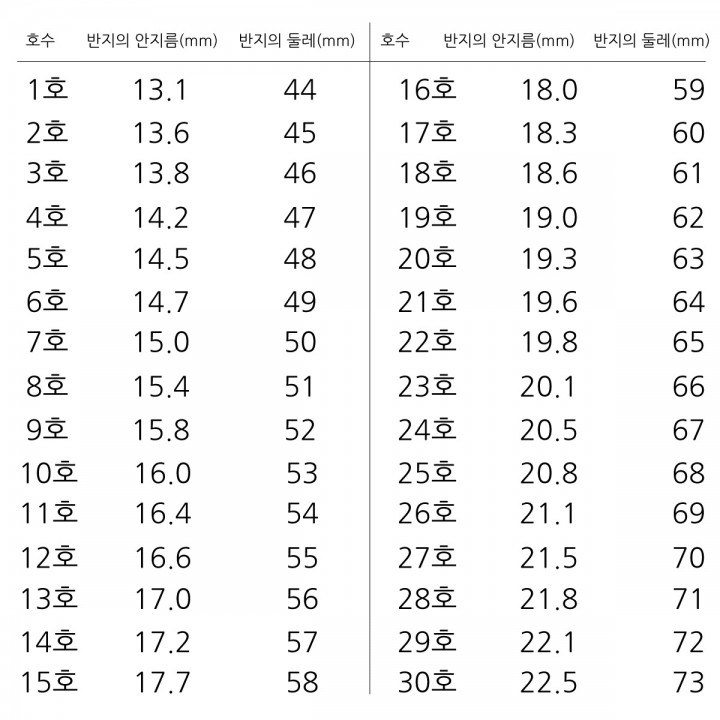 호수 반지의 안지름(mm) 반지의 둘레(mm) 호수 반지의 안지름(mm) 반지의 둘레(mm)
1호 13.1 44 16호 18.0 59
2호 13.6 45 17호 18.3 60
3호 13.8 46 18호 18.6 61
4호 14.2 47 19호 19.0 62
5호 14.5 48 20호 19.3 63
6호 14.7 49 21호 19.6 64
7호 15.0 50 22호 19.8 65
8호 15.4 51 23호 20.1 66
9호 15.8 52 24호 20.5 67
10호 16.0 53 25호 20.8 68
11호 16.4 54 26호 21.1 69
12호 16.6 55 27호 21.5 70
13호 17.0 56 28호 21.8 71
14호 17.2 57 29호 22.1 72
15호 17.7 58 30호 22.5 73